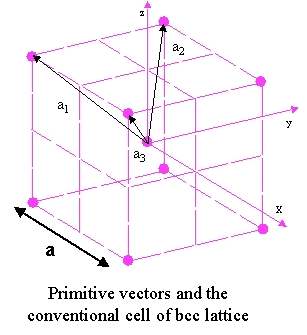 z
a2
a1
y
a3
x
a
Primitive vectors and the
conventional cell of bcc lattice